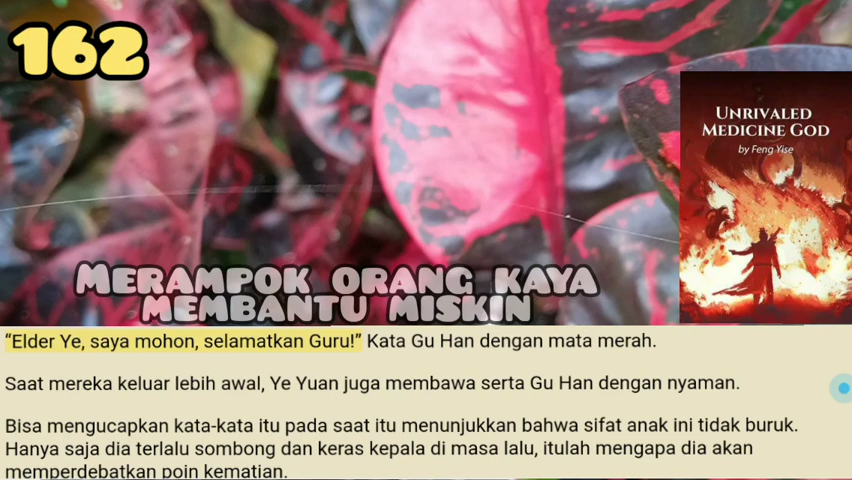 162
UNRIVALED
MEDICINE GOD
by Feng Yise
MERAMPOK ORANG KAYA
MEMBANTU MISKIN
“Elder Ye, saya mohon, selamatkan Guru!” Kata Gu Han dengan mata merah.
Saat mereka keluar lebih awal, Ye Yuan juga membawa serta Gu Han dengan nyaman.
Bisa mengucapkan kata-kata itu pada saat itu menunjukkan bahwa sifat anak ini tidak buruk.
Hanya saja dia terlalu sombong dan keras kepala di masa lalu, itulah mengapa dia akan
memperdebatkan poin kematian.